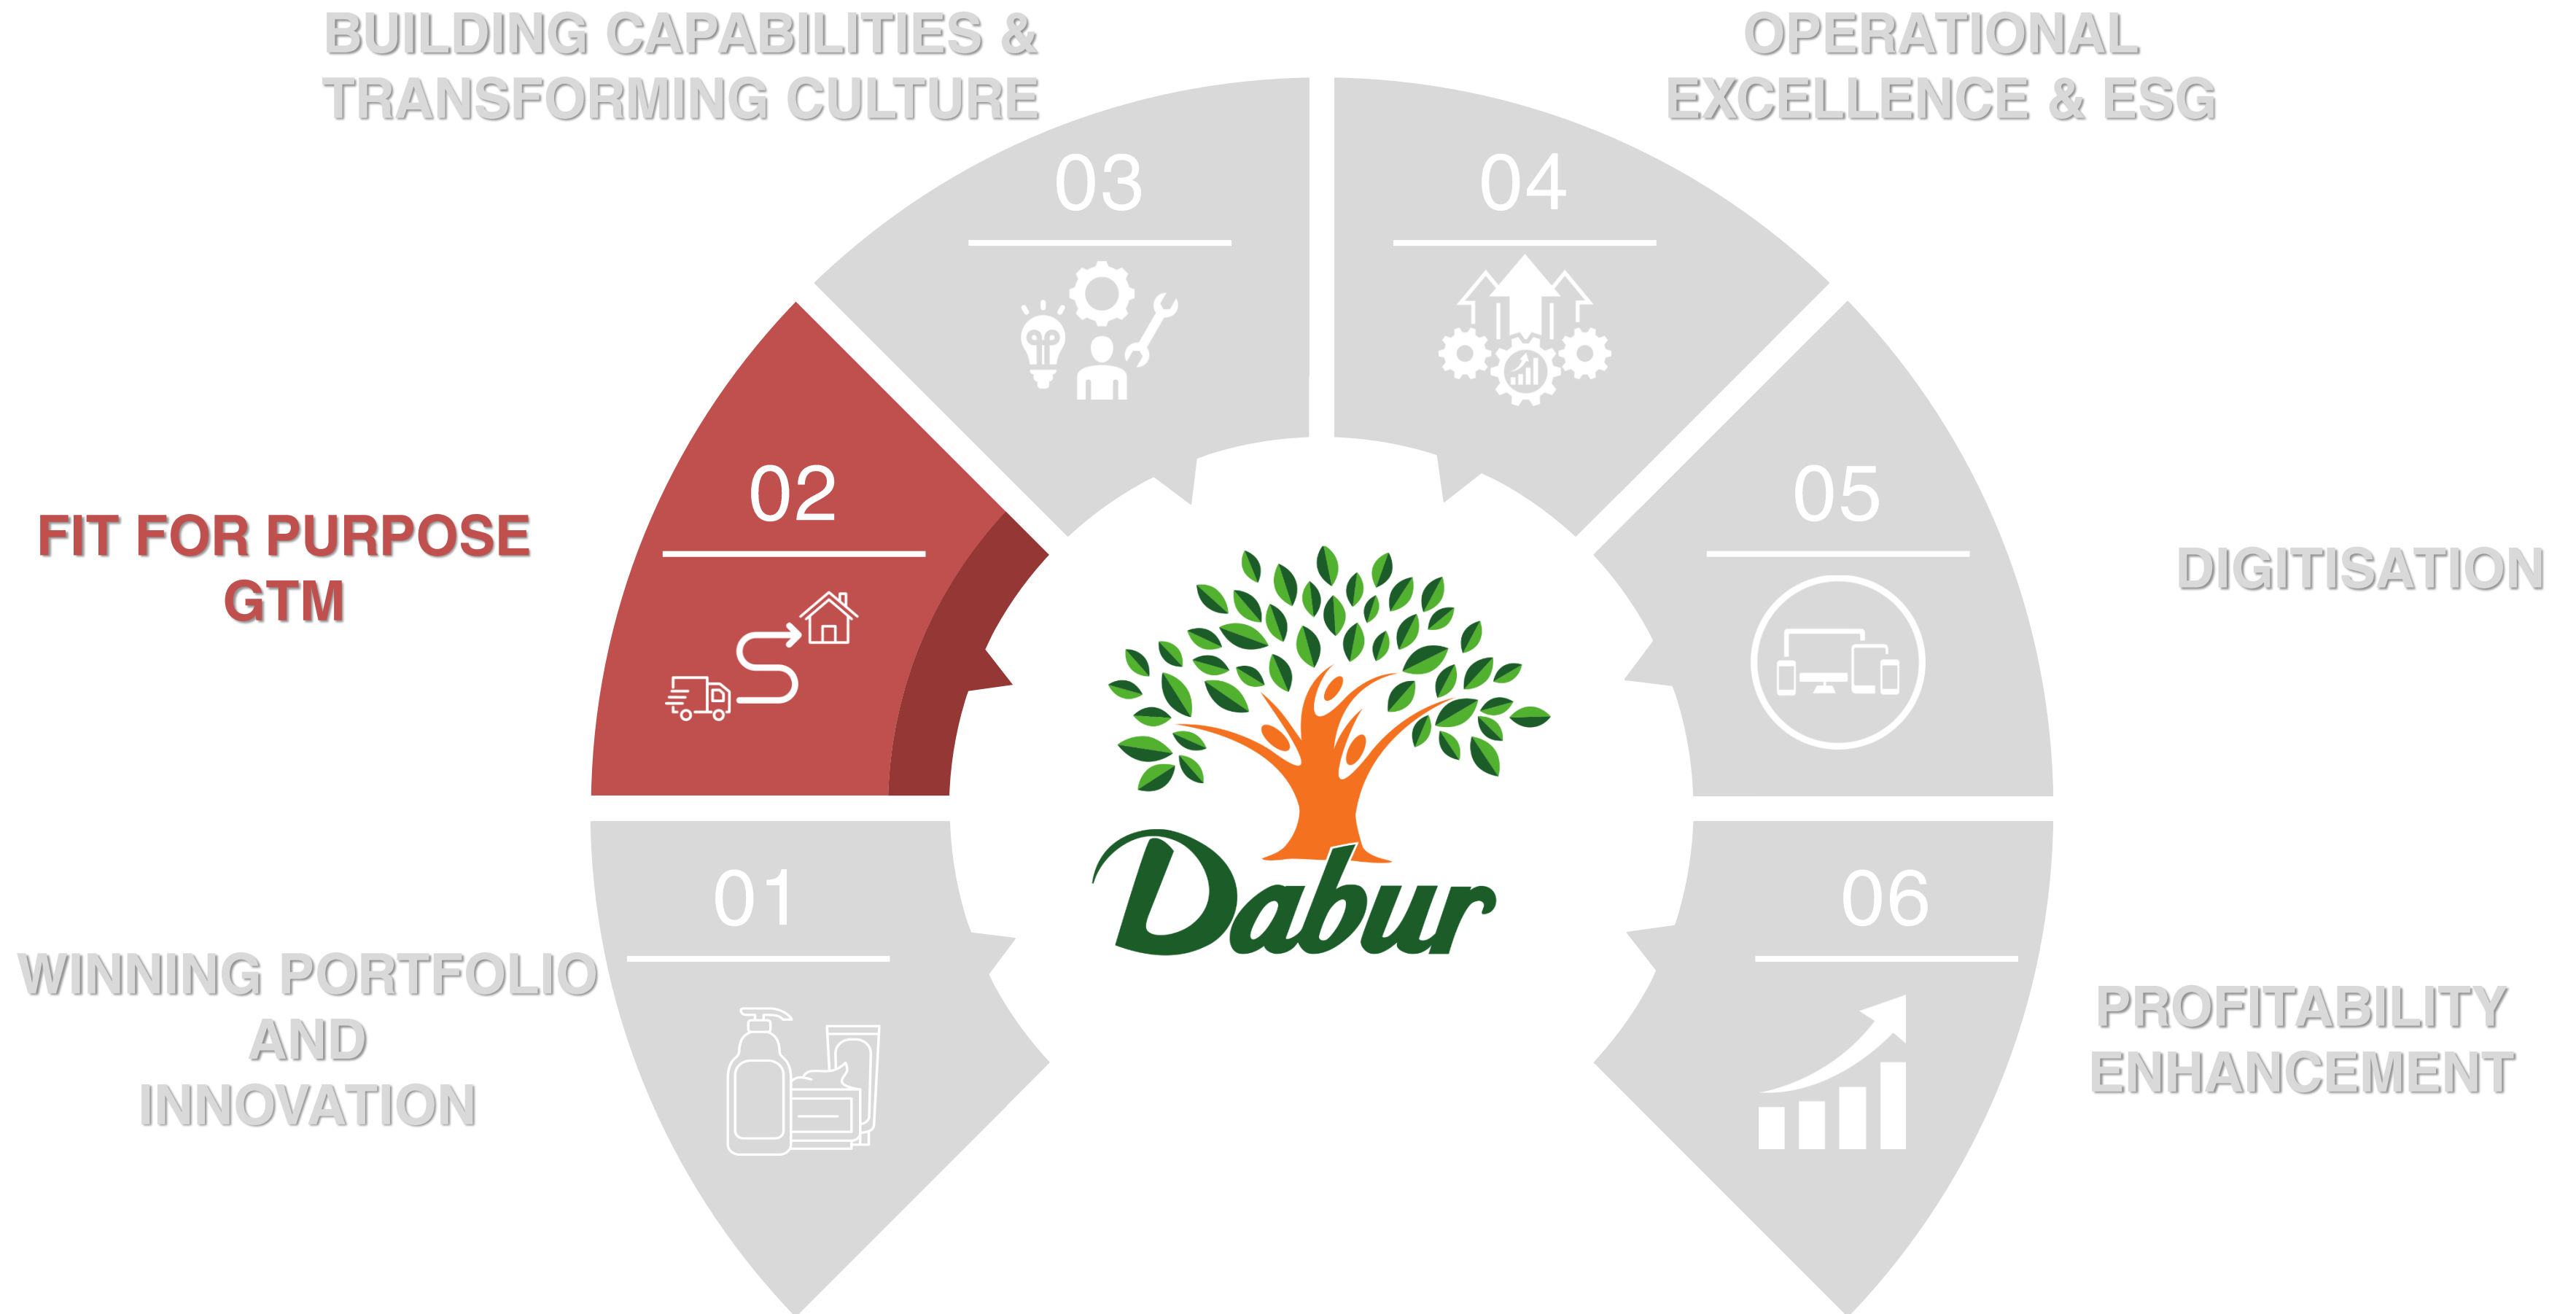 BUILDING CAPABILITIES &
TRANSFORMING CULTURE
OPERATIONAL
EXCELLENCE & ESG
03
04
FIT FOR PURPOSE
GTM
02
05
DIGITISATION
Dabur
WINNING PORTFOLIO
AND
INNOVATION
01
06
PROFITABILITY
ENHANCEMENT